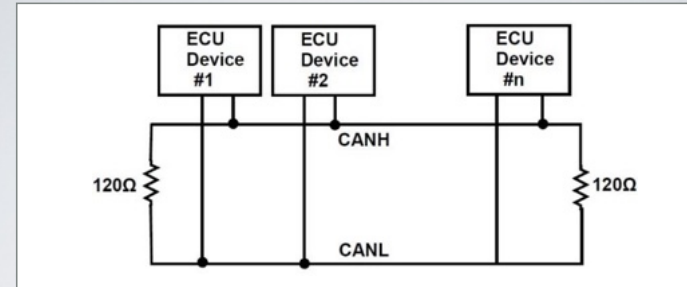 ECU
Device
#1
ECU
Device
#2
ECU
Device
#n
CANH
120Ω
120Ω
CANL